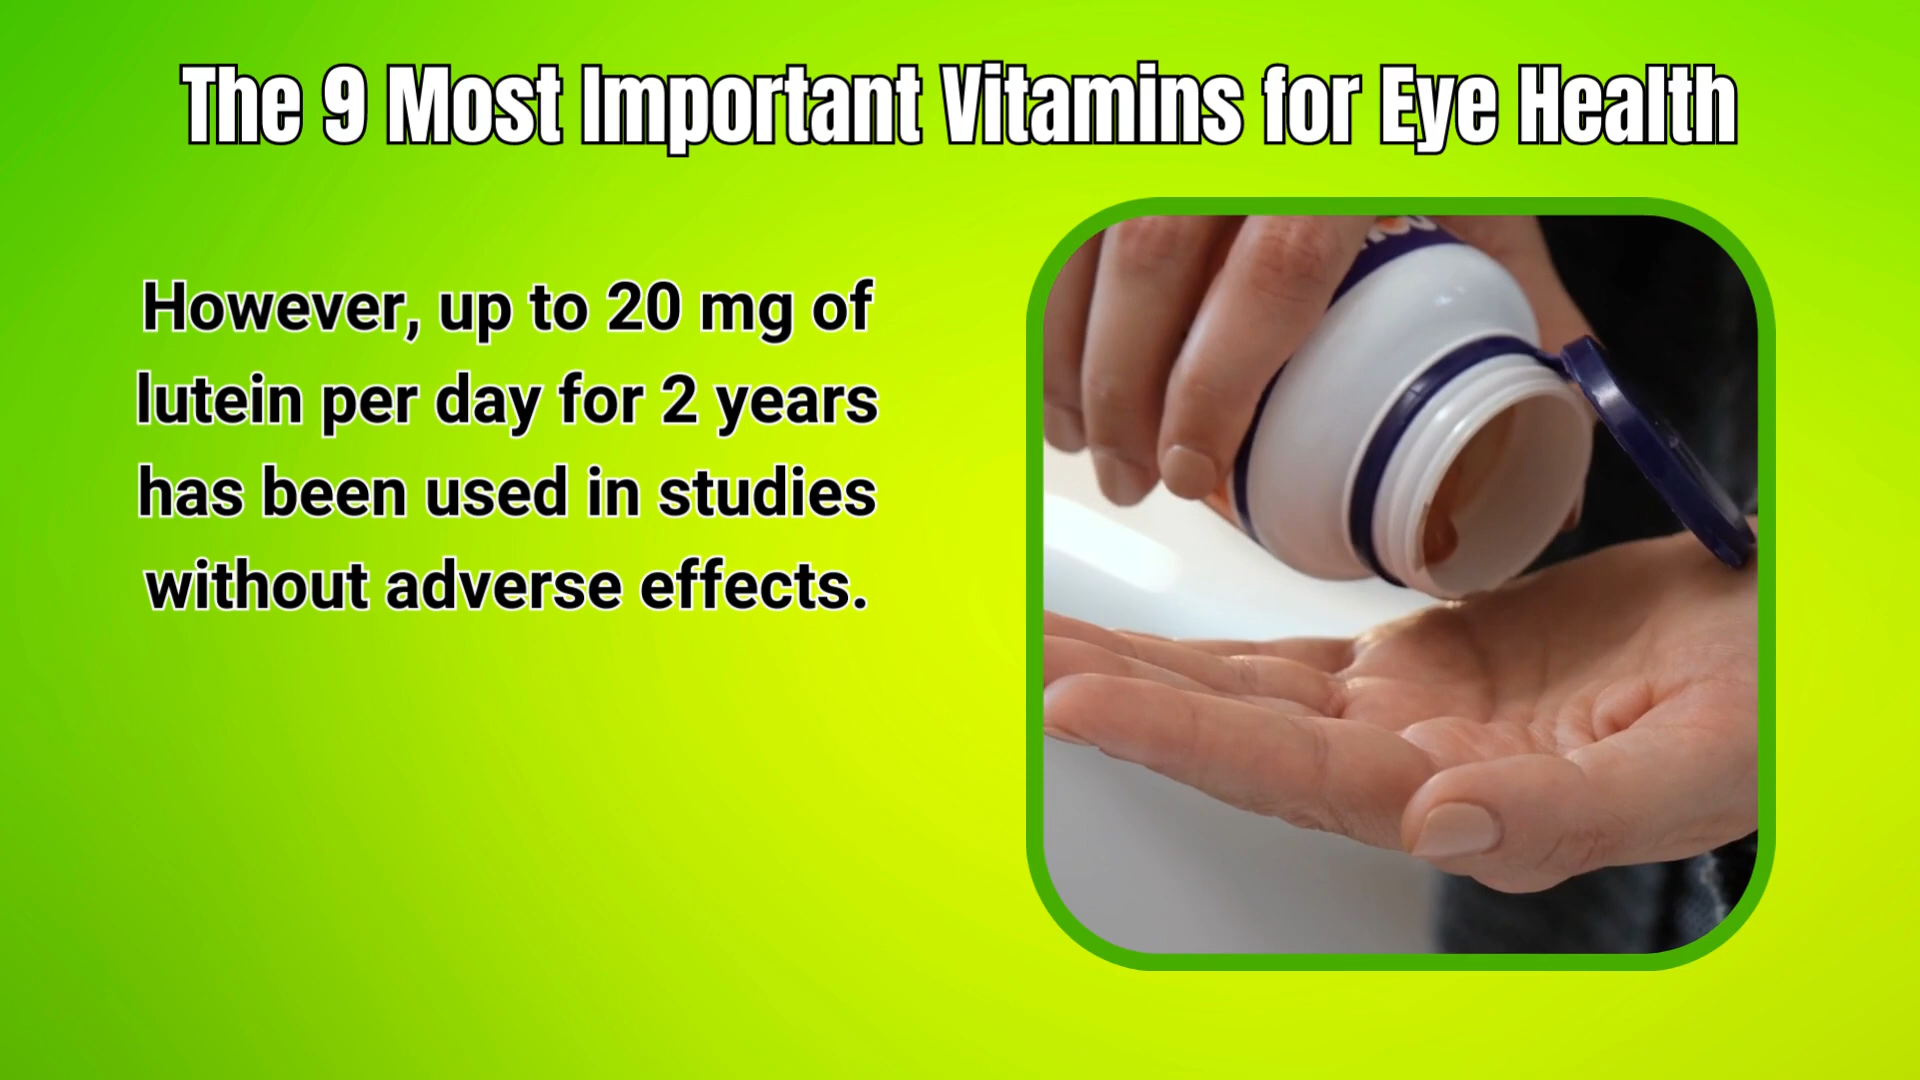 The 9 Most Important Vitamins for Eye Health
However, up to 20 mg of
lutein per day for 2 years
has been used in studies
without adverse effects.